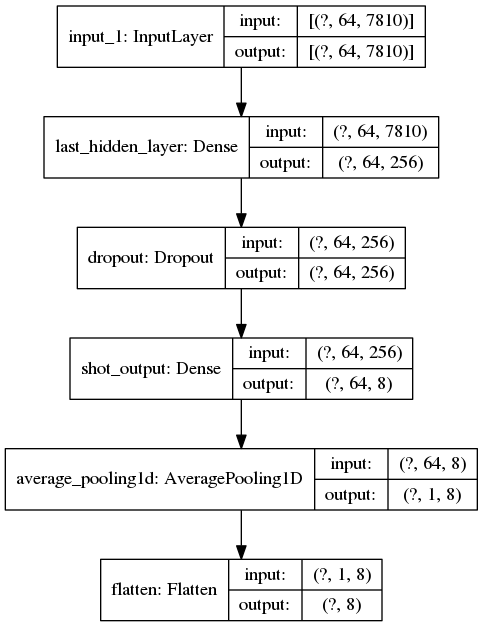 input_1: InputLayer input: [(?, 64, 7810)]
output: [(?, 64, 7810)]
last_hidden_layer: Dense input: (?, 64, 7810)
output: (?, 64, 256)
dropout: Dropout input: (?, 64, 256)
output: (?, 64, 256)
shot_output: Dense input: (?, 64, 256)
output: (?, 64, 8)
average_pooling1d: AveragePooling1D input: (?, 64, 8)
output: (?, 1, 8)
flatten: Flatten input: (?, 1, 8)
output: (?, 8)